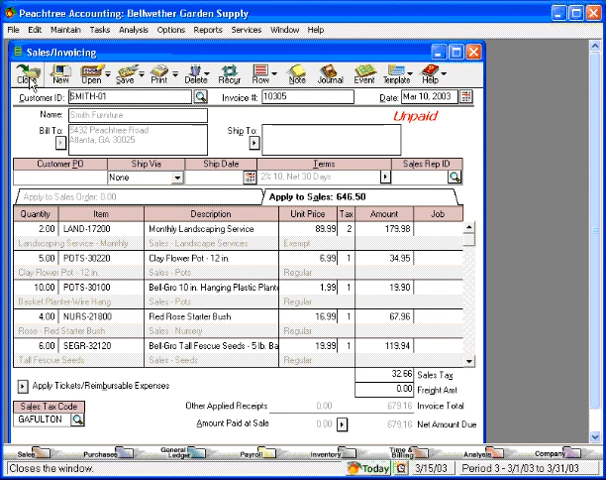 Peachtree Accounting: Bellwether Garden Supply
File Edit Maintain Tasks Analysis Options Reports Services Window Help
Sales/Invoicing
Close New Open Save Print Delete Recur Row Note Journal Event Template Help
Customer ID: SMITH-01 Invoice #: 10305 Date: Mar 10, 2003
Name: Smith Furniture Unpaid
Bill To: 5432 Peachtree Road Ship To:
Atlanta, GA 30025
Customer PO Ship Via Ship Date Terms Sales Rep ID
None 2% 10, Net 30 Days
Apply to Sales Order: 0.00 Apply to Sales: 646.50
Quantity Item Description Unit Price Tax Amount Job
2.00 LAND-17200 Monthly Landscaping Service 89.99 2 179.98
Landscaping Service - Monthly Sales - Landscape Services Exempt
5.00 POTS-30220 Clay Flower Pot - 12 in. 6.99 1 34.95
Clay Flower Pot - 12 in. Sales - Pots Regular
10.00 POTS-30100 Bell-Gro 10 in. Hanging Plastic Plante 1.99 1 19.90
Basket Planter-Wire Hang Sales - Pots Regular
4.00 NURS-21800 Red Rose Starter Bush 16.99 1 67.96
Rose - Red Starter Bush Sales - Nursery Regular
6.00 SEGR-32120 Bell-Gro Tall Fescue Seeds - 5 lb. Ba 19.99 1 119.94
Tall Fescue Seeds Sales - Seeds Regular
32.66 Sales Tax
Apply Tickets/Reimbursable Expenses 0.00 Freight Amt
Sales Tax Code Other Applied Receipts 0.00 679.16 Invoice Total
GAFULTON Amount Paid at Sale 0.00 679.16 Net Amount Due
Sales Purchases General Ledger Payroll Inventory Time & Billing Analysis Company
Closes the window. Today 3/15/03 Period 3 - 3/1/03 to 3/31/03